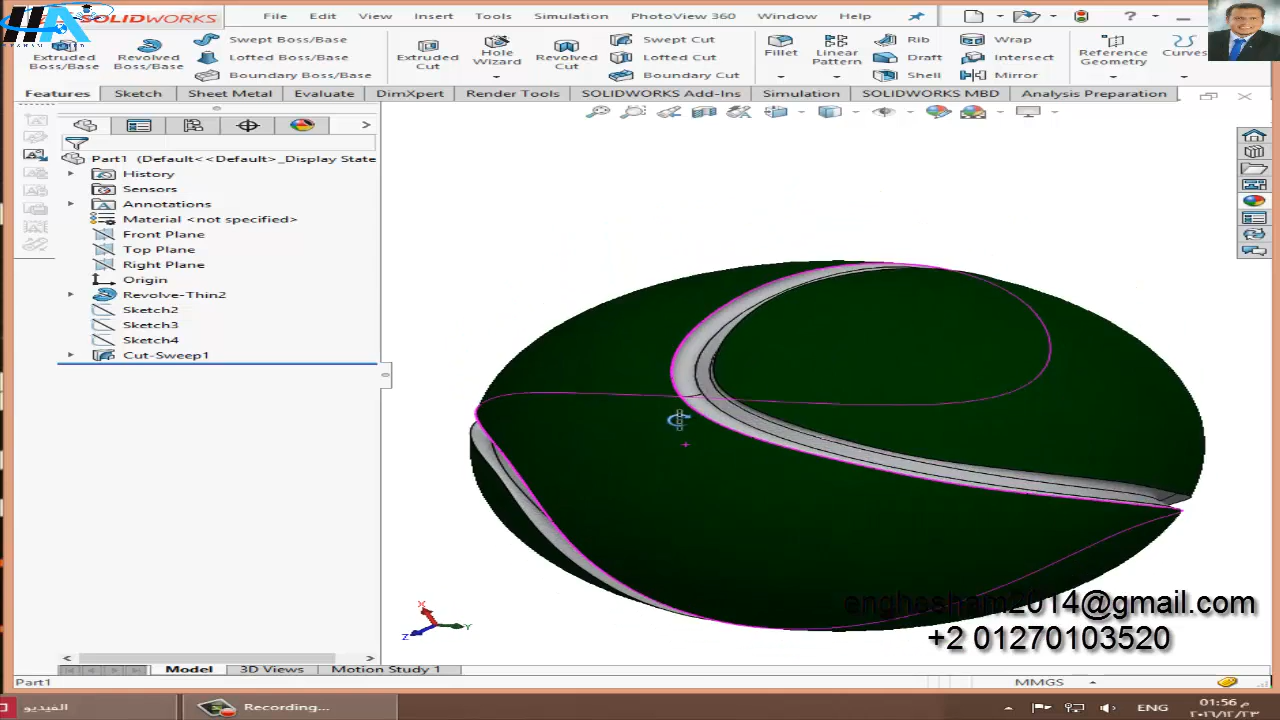 SOLIDWORKS File Edit View Insert Tools Simulation PhotoView 360 Window Help ?
Extruded Boss/Base
Revolved Boss/Base
Swept Boss/Base
Lofted Boss/Base
Boundary Boss/Base
Extruded Cut
Hole Wizard
Revolved Cut
Swept Cut
Lofted Cut
Boundary Cut
Fillet
Linear Pattern
Rib
Draft
Shell
Wrap
Intersect
Mirror
Reference Geometry
Curves
Features Sketch Sheet Metal Evaluate DimXpert Render Tools SOLIDWORKS Add-Ins Simulation SOLIDWORKS MBD Analysis Preparation
Part1 (Default<<Default>_Display State
History
Sensors
Annotations
Material <not specified>
Front Plane
Top Plane
Right Plane
Origin
Revolve-Thin2
Sketch2
Sketch3
Sketch4
Cut-Sweep1
X
Y
Z
enghesham2014@gmail.com
+2 01270103520
Model 3D Views Motion Study 1
Part1 MMGS
الفيديو Recording... ENG 01:56 م
٢٠١٦/١٢/٢٣